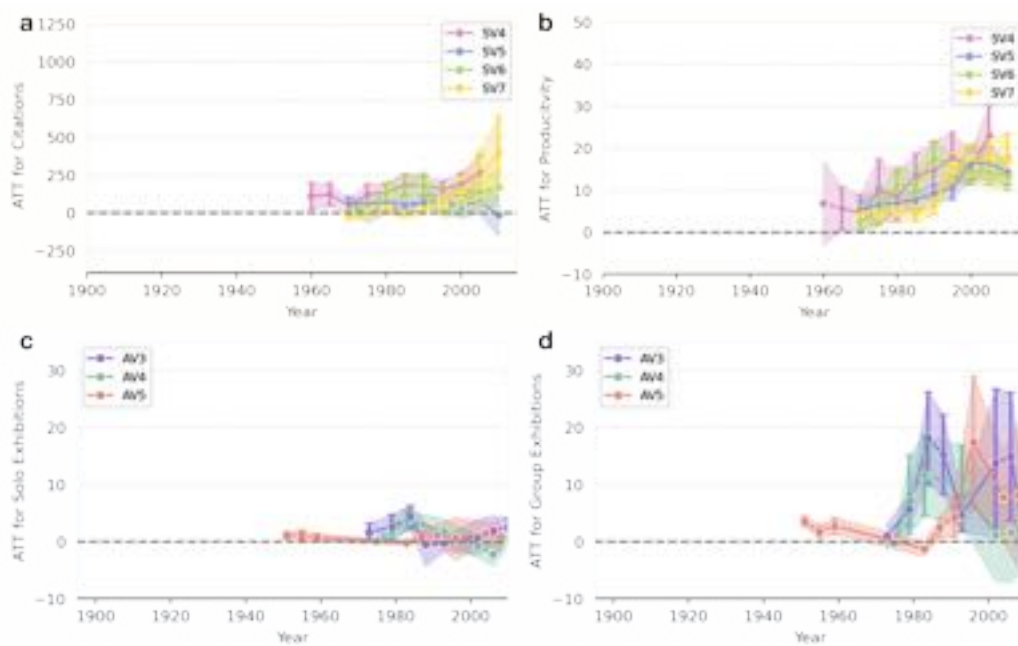 a
1250
1000
750
500
250
0
−250
ATT for Citations
1900 1920 1940 1960 1980 2000
Year
SV4
SV5
SV6
SV7
b
50
40
30
20
10
0
−10
ATT for Producitvity
1900 1920 1940 1960 1980 2000
Year
SV4
SV5
SV6
SV7
c
30
20
10
0
−10
ATT for Solo Exhibitions
1900 1920 1940 1960 1980 2000
Year
AV3
AV4
AV5
d
30
20
10
0
−10
ATT for Group Exhibitions
1900 1920 1940 1960 1980 2000
Year
AV3
AV4
AV5